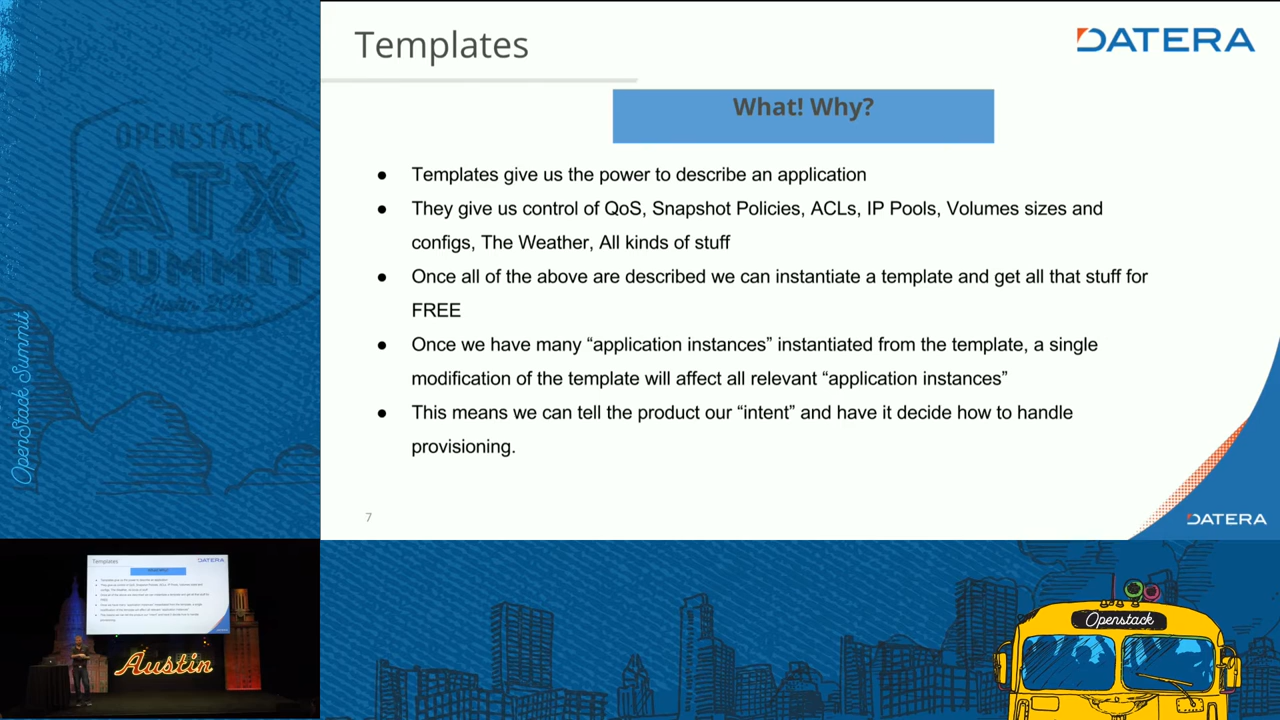 Templates
DATERA
What! Why?
● Templates give us the power to describe an application
● They give us control of QoS, Snapshot Policies, ACLs, IP Pools, Volumes sizes and
configs, The Weather, All kinds of stuff
● Once all of the above are described we can instantiate a template and get all that stuff for
FREE
● Once we have many “application instances” instantiated from the template, a single
modification of the template will affect all relevant “application instances”
● This means we can tell the product our “intent” and have it decide how to handle
provisioning.
7
DATERA
OPENSTACK
ATX
SUMMIT
Austin
OpenStack Summit
Templates
DATERA
Austin
Openstack